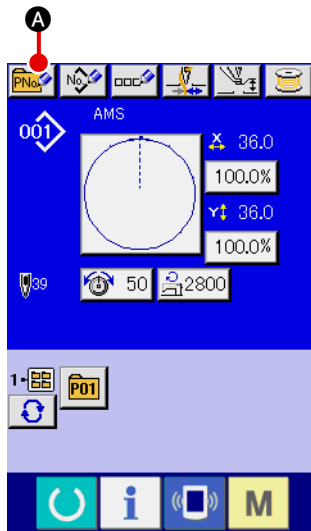 A
PNo. No.
AMS
001 X 36.0
100.0%
Y 36.0
100.0%
39 50 2800
1 P01
i M